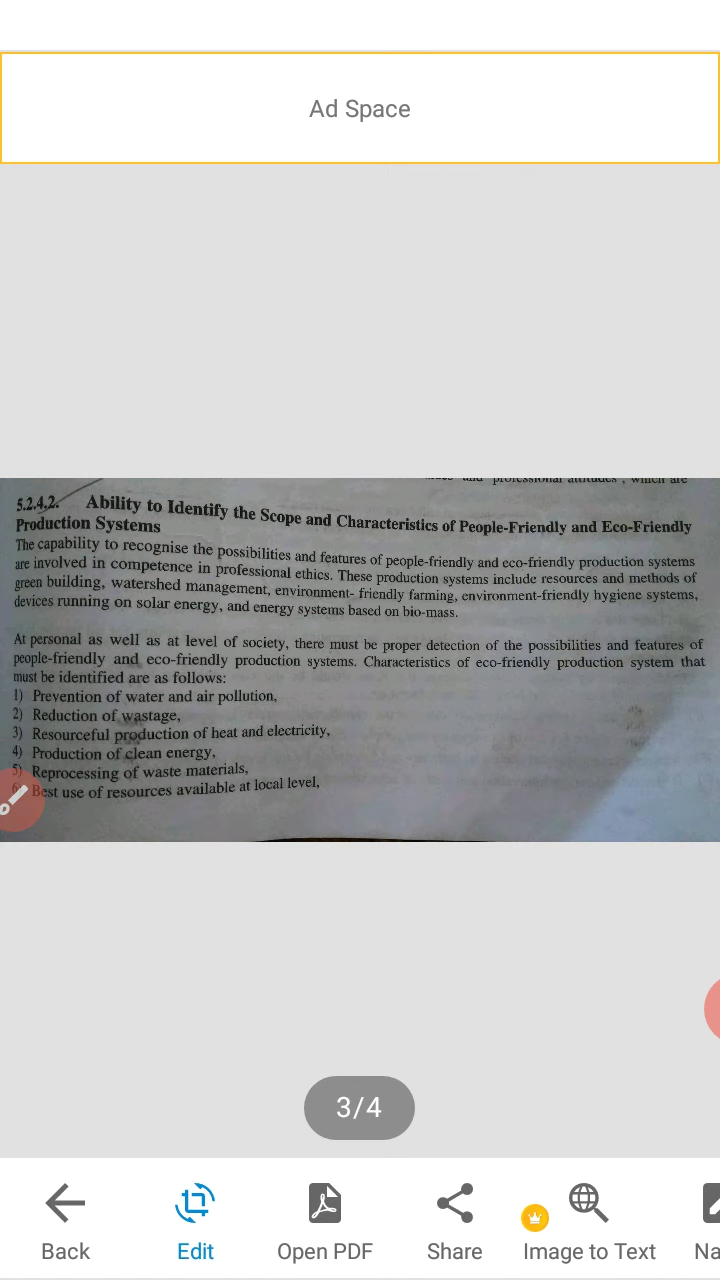 Ad Space
and professional attitudes , which are
5.2.4.2. Ability to Identify the Scope and Characteristics of People-Friendly and Eco-Friendly
Production Systems
The capability to recognise the possibilities and features of people-friendly and eco-friendly production systems
are involved in competence in professional ethics. These production systems include resources and methods of
green building, watershed management, environment- friendly farming, environment-friendly hygiene systems,
devices running on solar energy, and energy systems based on bio-mass.
At personal as well as at level of society, there must be proper detection of the possibilities and features of
people-friendly and eco-friendly production systems. Characteristics of eco-friendly production system that
must be identified are as follows:
1) Prevention of water and air pollution,
2) Reduction of wastage,
3) Resourceful production of heat and electricity,
4) Production of clean energy,
5) Reprocessing of waste materials,
Best use of resources available at local level,
3/4
Back Edit Open PDF Share Image to Text Na